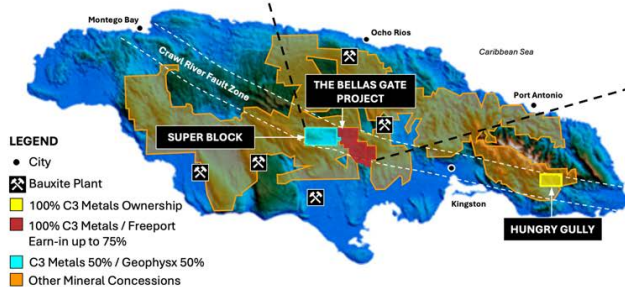 Montego Bay
Ocho Rios
Caribbean Sea
Crawl River Fault Zone
THE BELLAS GATE
PROJECT
Port Antonio
SUPER BLOCK
LEGEND
City
Bauxite Plant
100% C3 Metals Ownership
100% C3 Metals / Freeport
Earn-in up to 75%
C3 Metals 50% / Geophysx 50%
Other Mineral Concessions
Kingston
HUNGRY GULLY